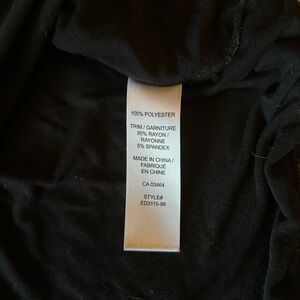 100% POLYESTER
TRIM / GARNITURE
95% RAYON /
RAYONNE
5% SPANDEX
MADE IN CHINA /
FABRIQUÉ
EN CHINE
CA 03464
STYLE#
ED3115-98